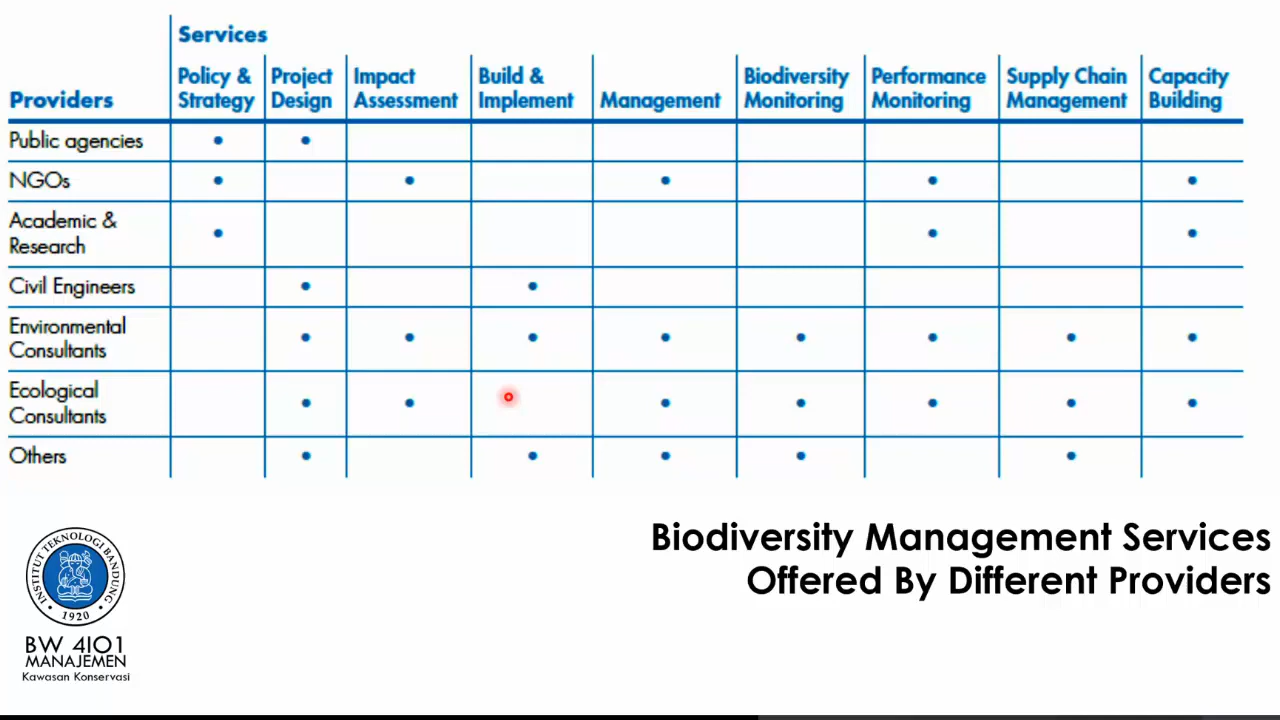 Services
Providers
Policy &
Strategy
Project
Design
Impact
Assessment
Build &
Implement
Management
Biodiversity
Monitoring
Performance
Monitoring
Supply Chain
Management
Capacity
Building
Public agencies • •
NGOs • • • • •
Academic &
Research • • •
Civil Engineers • •
Environmental
Consultants • • • • • • • •
Ecological
Consultants • • • • • • •
Others • • • • •
Biodiversity Management Services
Offered By Different Providers
INSTITUT TEKNOLOGI BANDUNG
• 1920 •
BW 4101
MANAJEMEN
Kawasan Konservasi